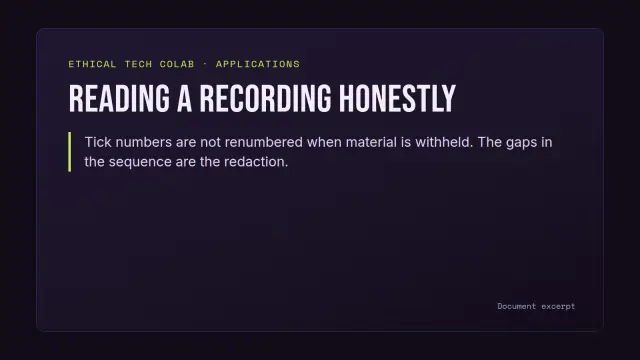 ETHICAL TECH COLAB · APPLICATIONS
READING A RECORDING HONESTLY
Tick numbers are not renumbered when material is withheld. The gaps in
the sequence are the redaction.
Document excerpt